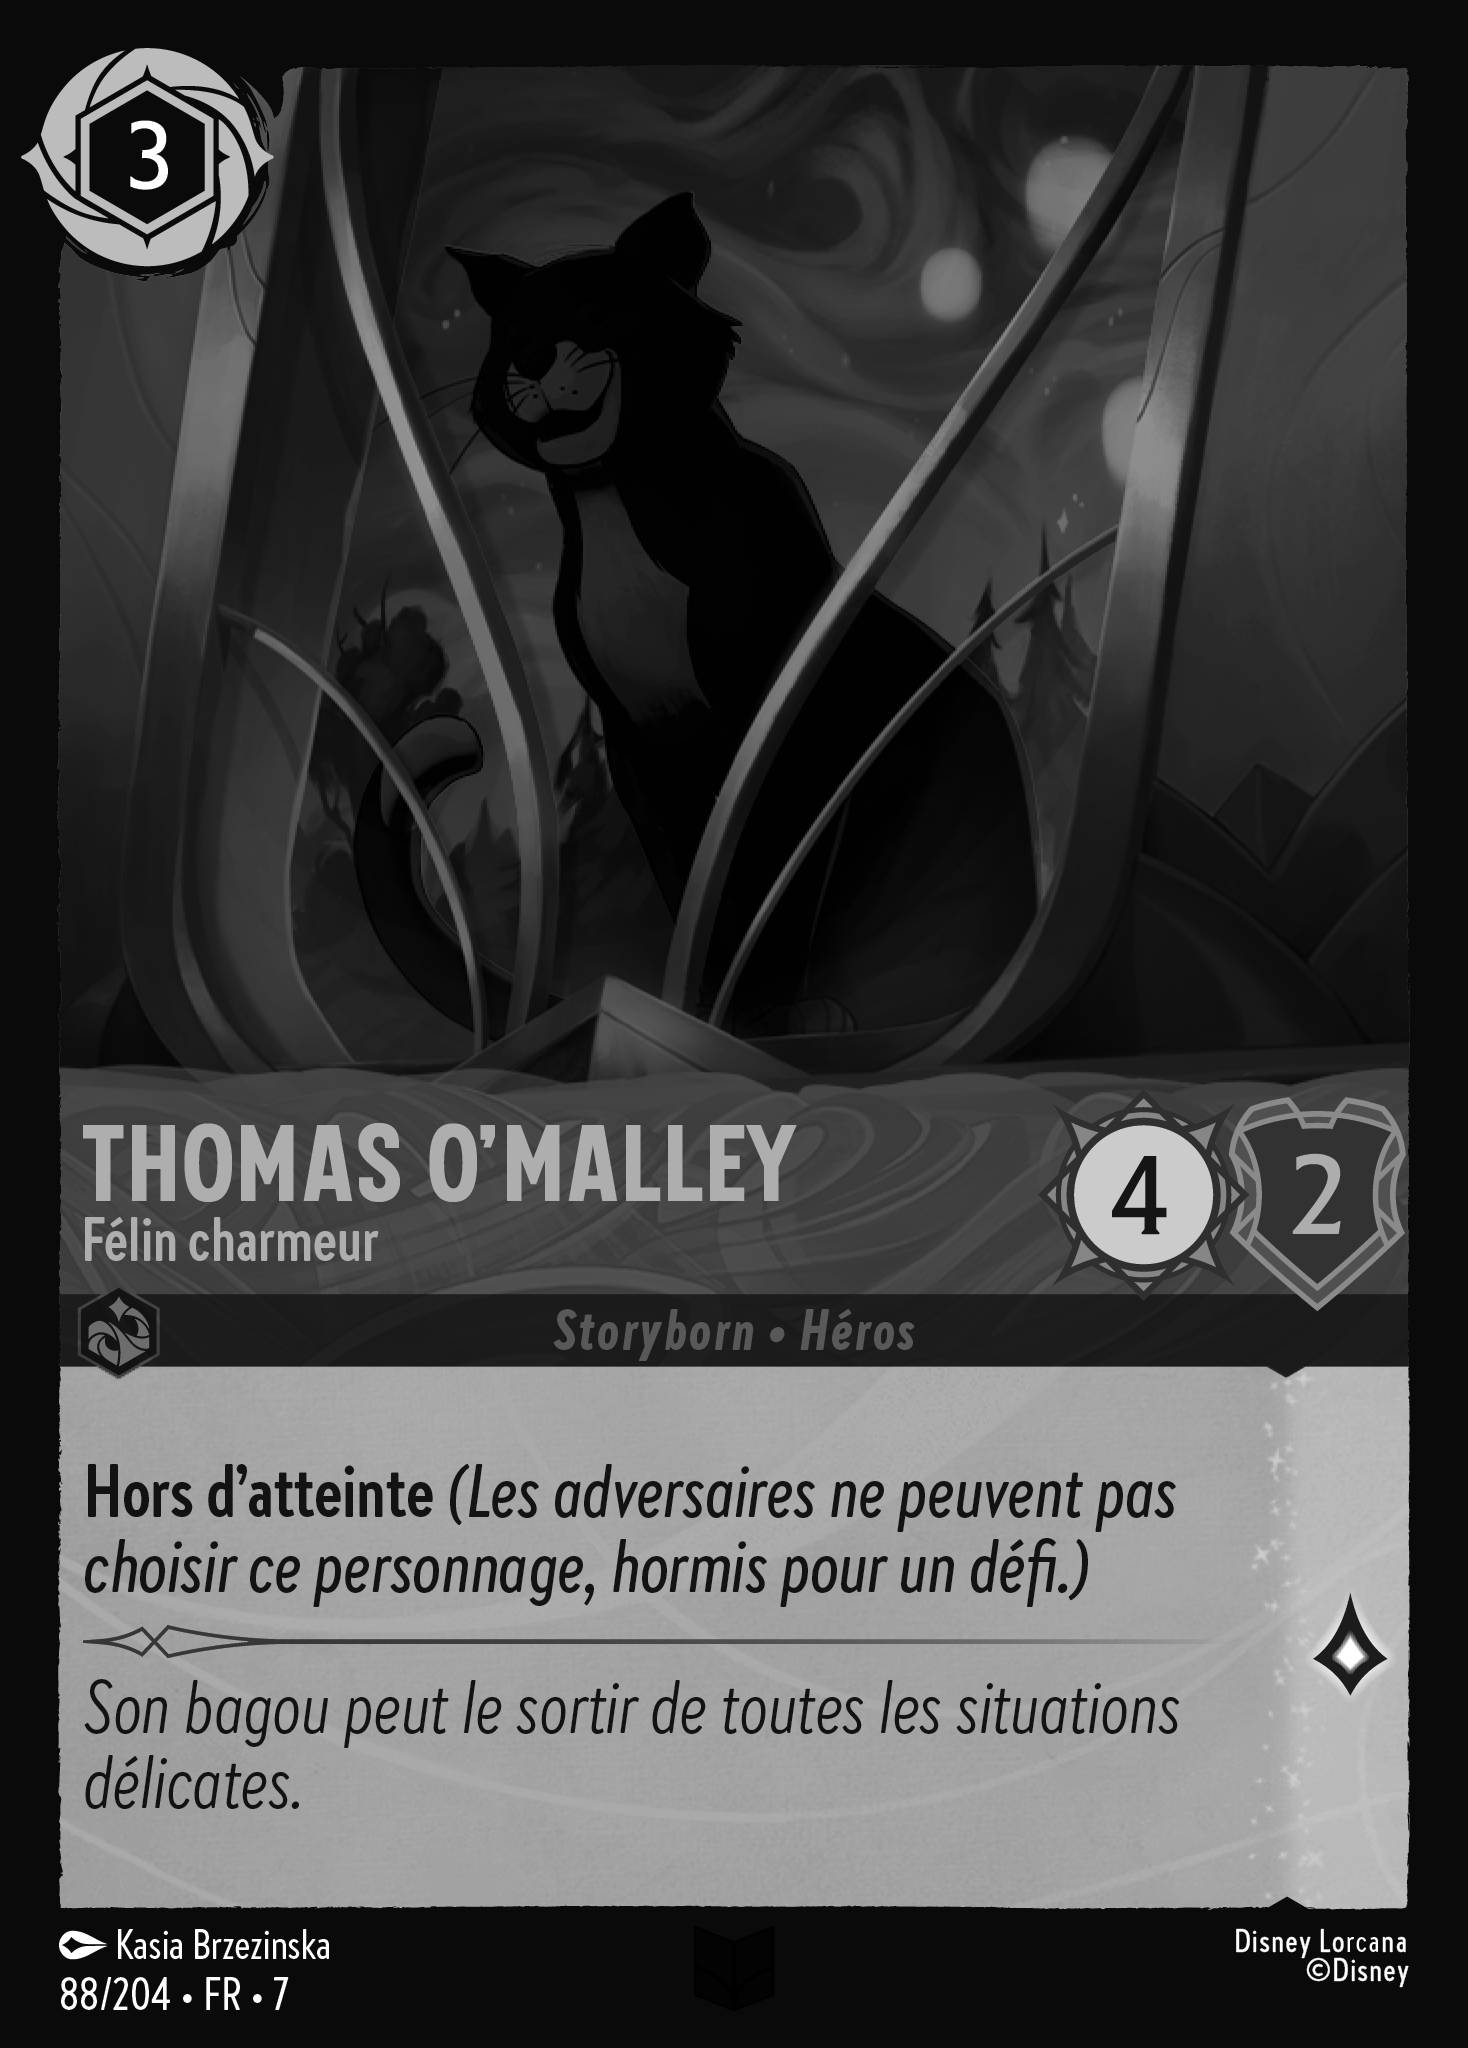 3
THOMAS O’MALLEY
Félin charmeur
4
2
Storyborn • Héros
Hors d’atteinte (Les adversaires ne peuvent pas
choisir ce personnage, hormis pour un défi.)
Son bagou peut le sortir de toutes les situations
délicates.
Kasia Brzezinska
88/204 • FR • 7
Disney Lorcana
©Disney